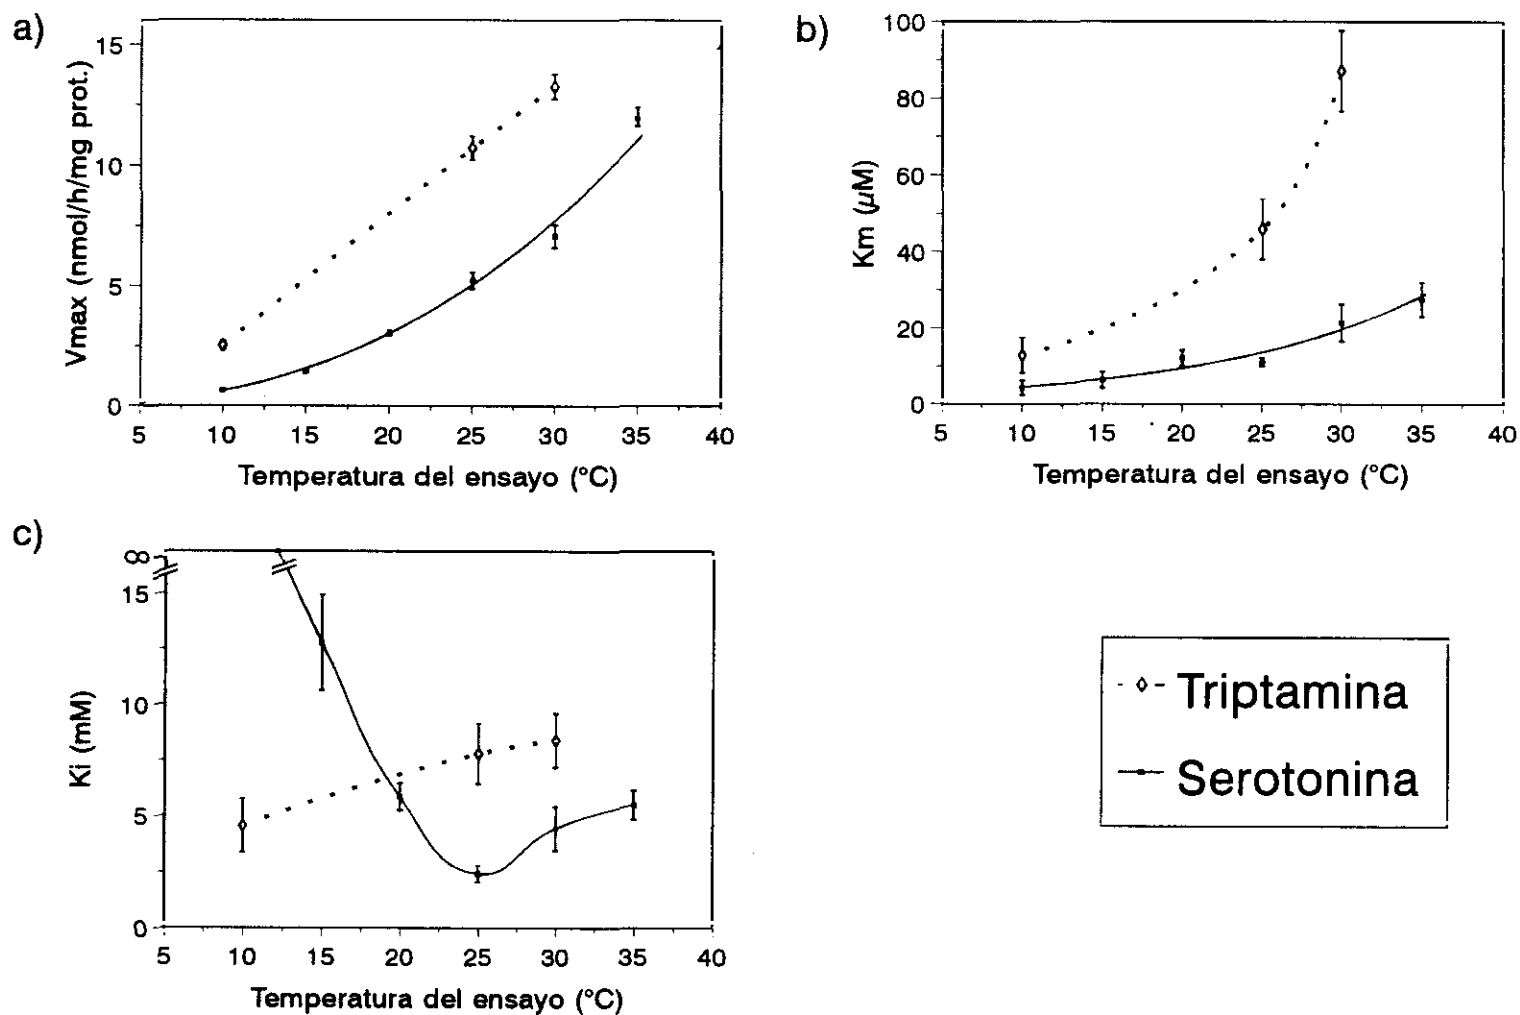 a)
Vmax (nmol/h/mg prot.)
15
10
5
0
5 10 15 20 25 30 35 40
Temperatura del ensayo (°C)
b)
Km (µM)
100
80
60
40
20
0
5 10 15 20 25 30 35 40
Temperatura del ensayo (°C)
c)
Ki (mM)
∞
15
10
5
0
5 10 15 20 25 30 35 40
Temperatura del ensayo (°C)
Triptamina
Serotonina